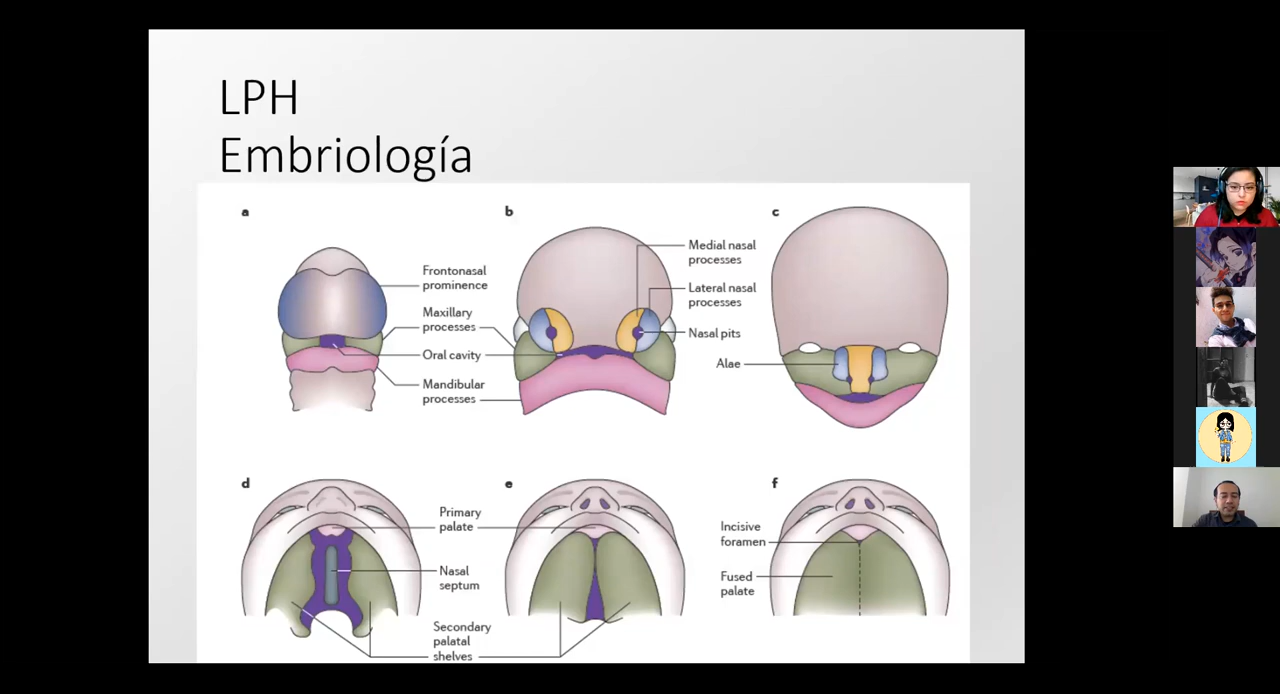 LPH
Embriología
a
b
c
Frontonasal
prominence
Maxillary
processes
Oral cavity
Mandibular
processes
Medial nasal
processes
Lateral nasal
processes
Nasal pits
Alae
d
e
f
Primary
palate
Nasal
septum
Secondary
palatal
shelves
Incisive
foramen
Fused
palate